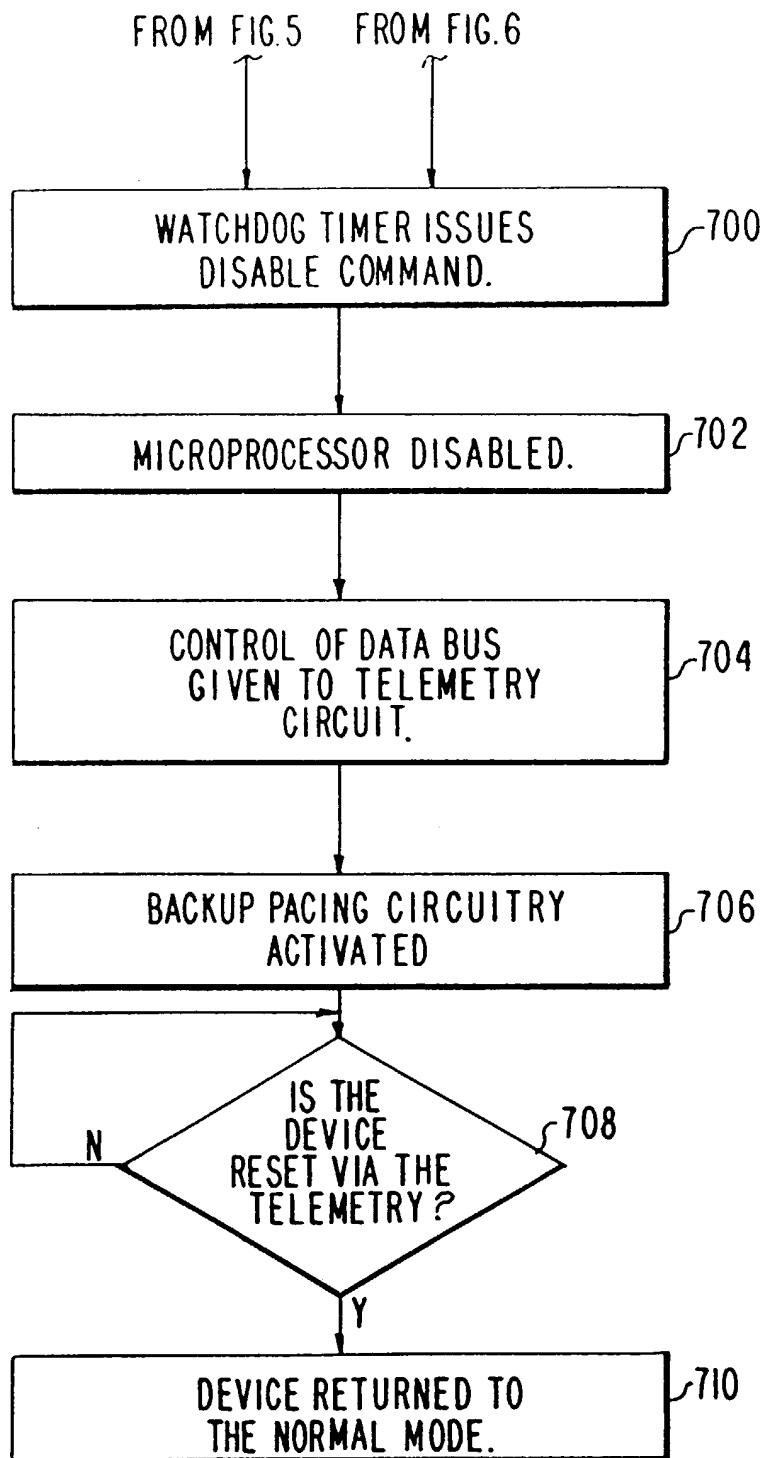 FROM FIG.5 FROM FIG.6
WATCHDOG TIMER ISSUES
DISABLE COMMAND.
700
MICROPROCESSOR DISABLED.
702
CONTROL OF DATA BUS
GIVEN TO TELEMETRY
CIRCUIT.
704
BACKUP PACING CIRCUITRY
ACTIVATED
706
IS THE
DEVICE
RESET VIA THE
TELEMETRY?
708
N
Y
DEVICE RETURNED TO
THE NORMAL MODE.
710